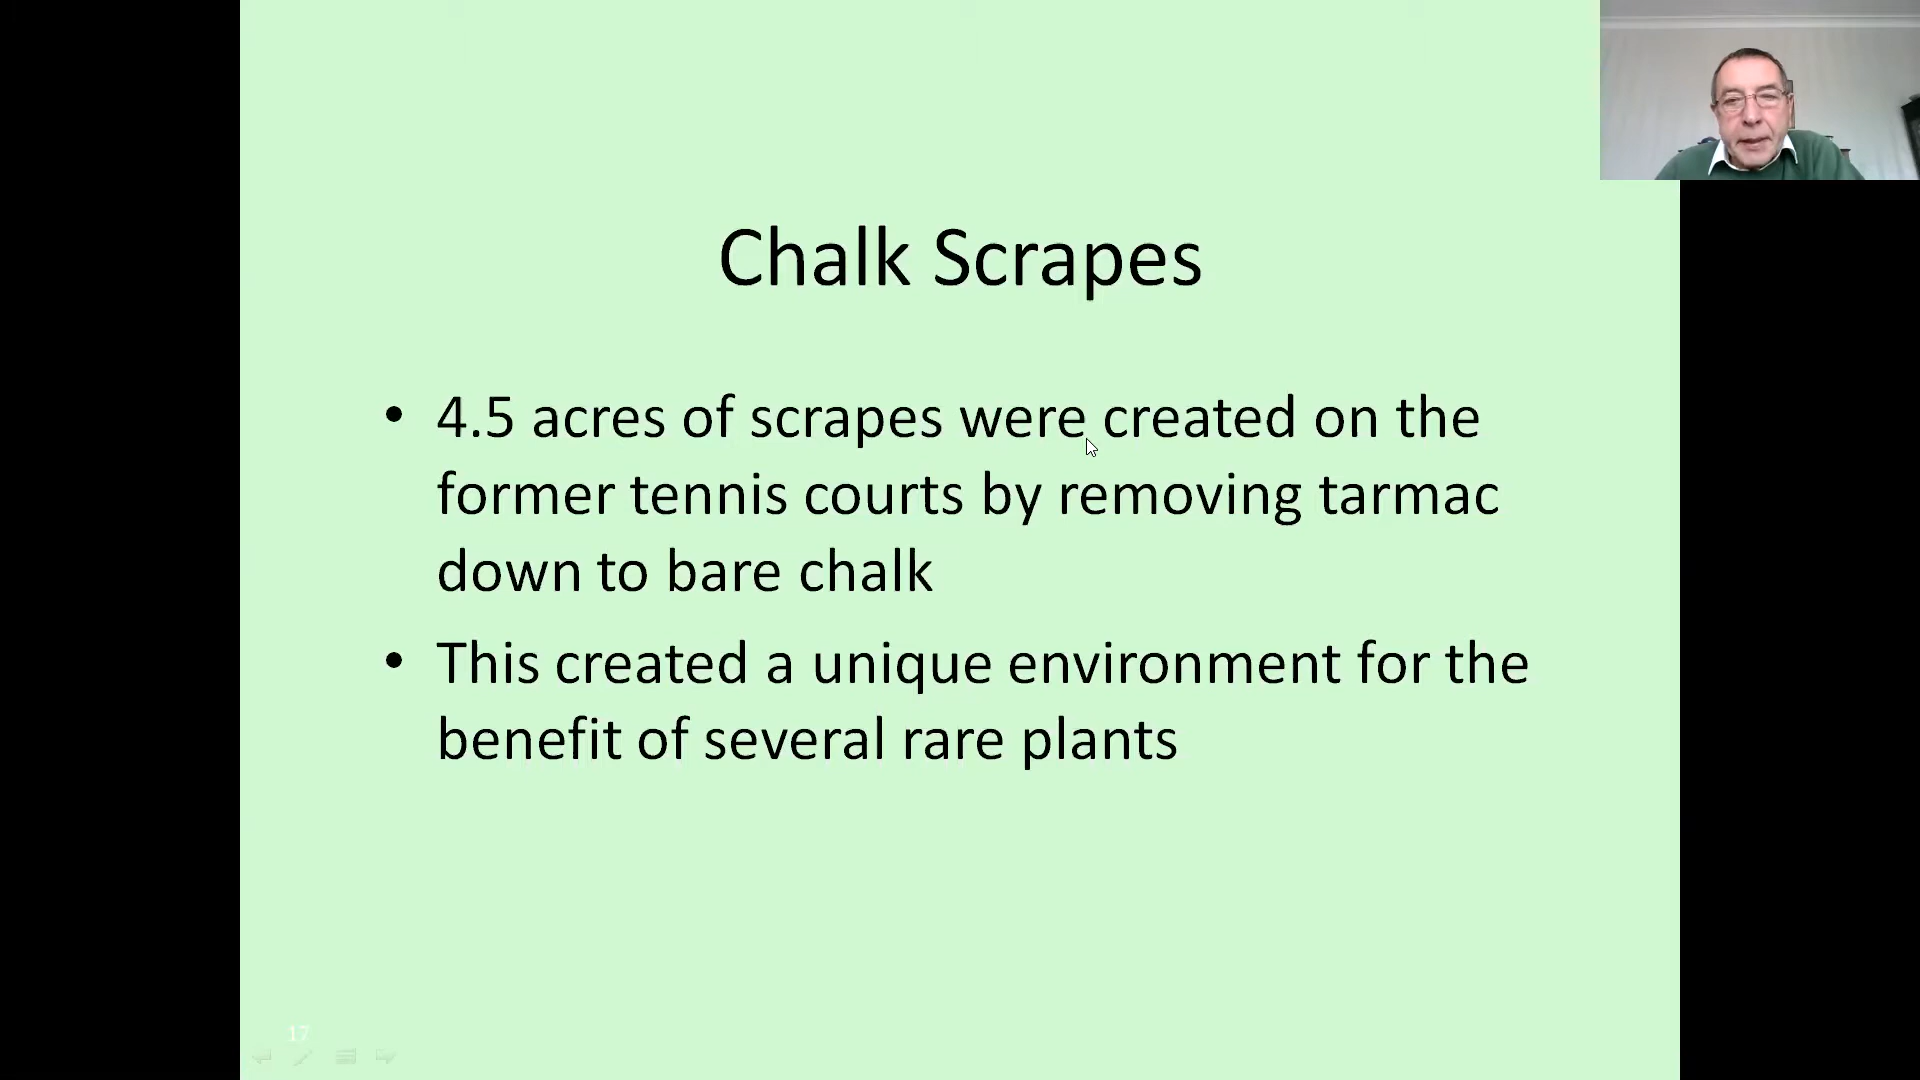 Chalk Scrapes
• 4.5 acres of scrapes were created on the
former tennis courts by removing tarmac
down to bare chalk
• This created a unique environment for the
benefit of several rare plants
17